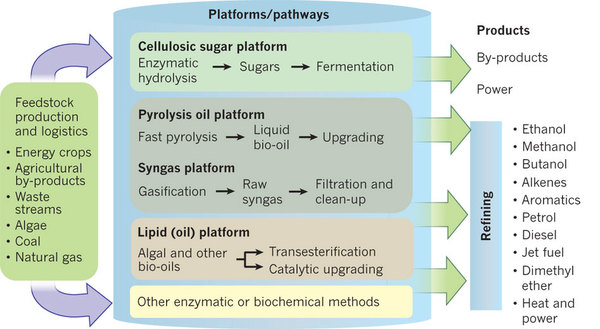 Platforms/pathways
Feedstock
production
and logistics
• Energy crops
• Agricultural
by-products
• Waste
streams
• Algae
• Coal
• Natural gas
Cellulosic sugar platform
Enzymatic
hydrolysis
Sugars
Fermentation
Pyrolysis oil platform
Fast pyrolysis
Liquid
bio-oil
Upgrading
Syngas platform
Gasification
Raw
syngas
Filtration and
clean-up
Lipid (oil) platform
Algal and other
bio-oils
Transesterification
Catalytic upgrading
Other enzymatic or biochemical methods
Products
By-products
Power
Refining
• Ethanol
• Methanol
• Butanol
• Alkenes
• Aromatics
• Petrol
• Diesel
• Jet fuel
• Dimethyl
ether
• Heat and
power